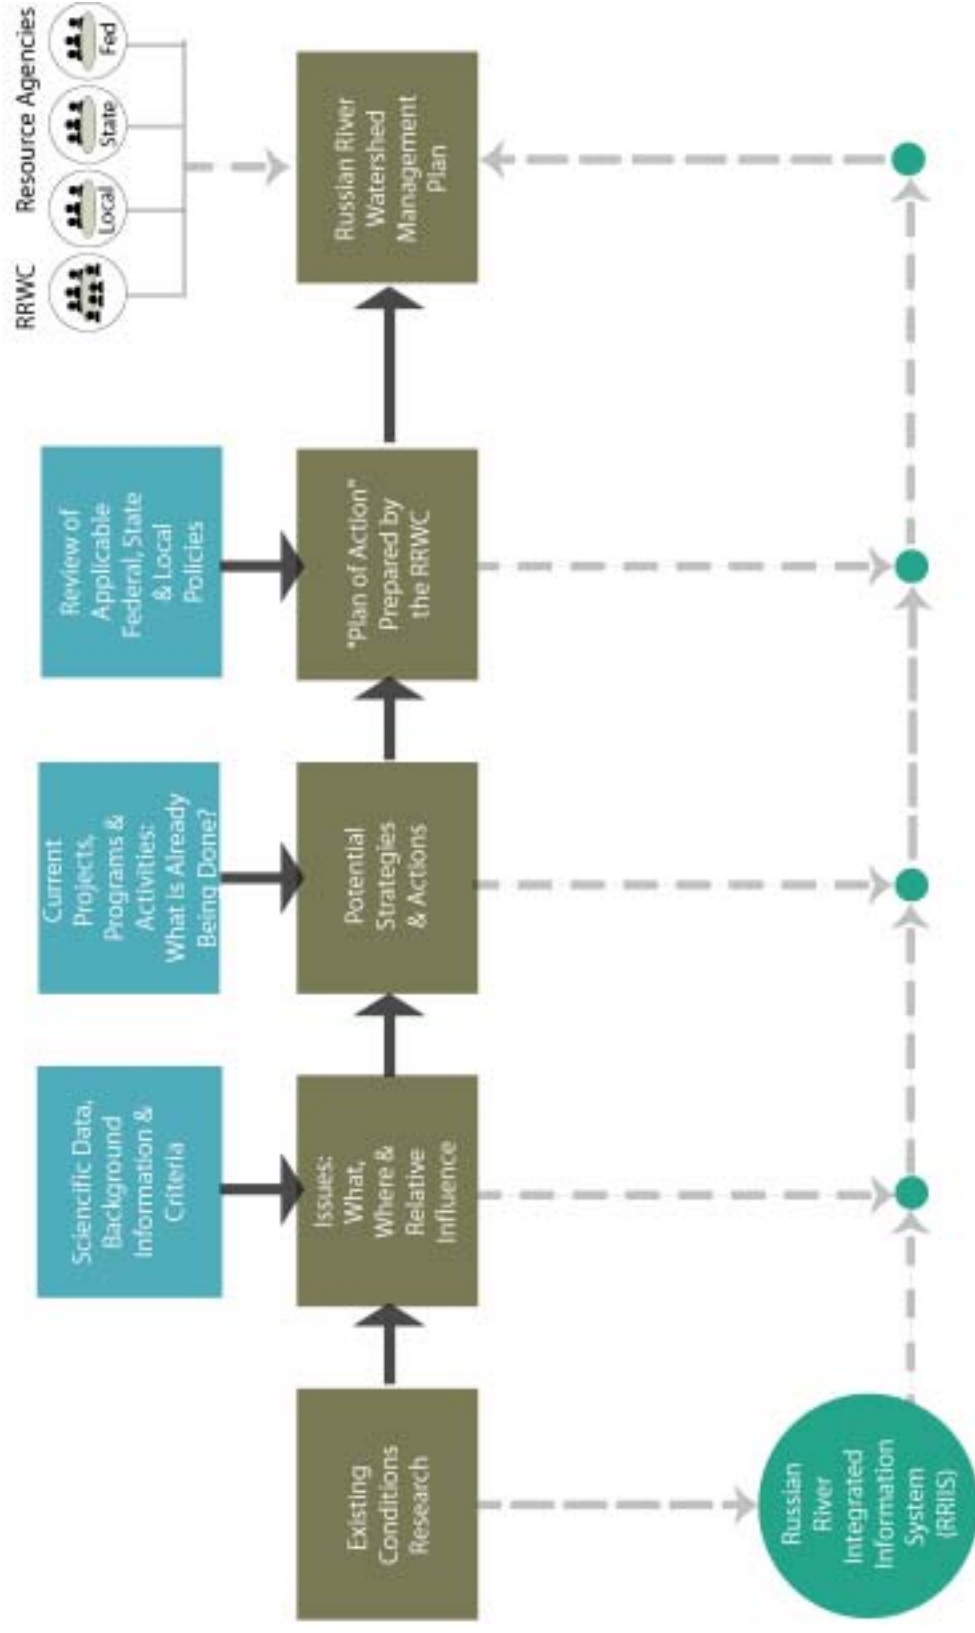 RRWC
Resource Agencies
Local
State
Fed
Scientific Data,
Background
Information &
Criteria
Current
Projects,
Programs &
Activities:
What is Already
Being Done?
Review of
Applicable
Federal, State
& Local
Policies
Existing
Conditions
Research
Issues:
What,
Where &
Relative
Influence
Potential
Strategies
& Actions
"Plan of Action"
Prepared by
the RRWC
Russian River
Watershed
Management
Plan
Russian
River
Integrated
Information
System
(RRIIS)